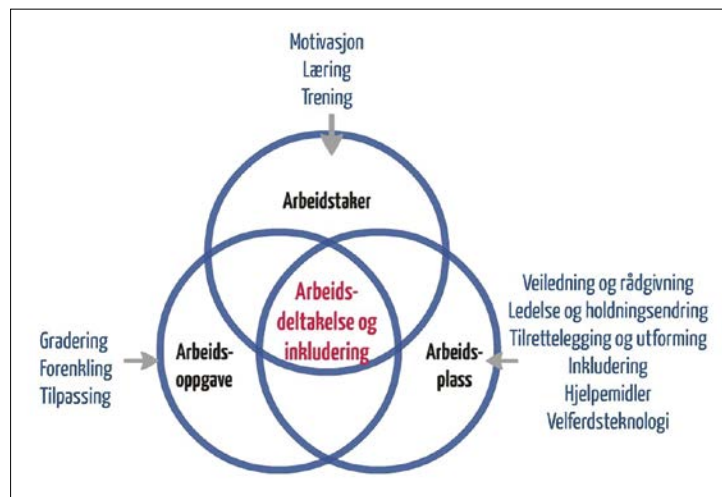 Motivasjon
Læring
Trening
Arbeidstaker
Arbeids-
deltakelse og
inkludering
Gradering
Forenkling
Tilpassing
Arbeids-
oppgave
Arbeids-
plass
Veiledning og rådgivning
Ledelse og holdningsendring
Tilrettelegging og utforming
Inkludering
Hjelpemidler
Velferdsteknologi